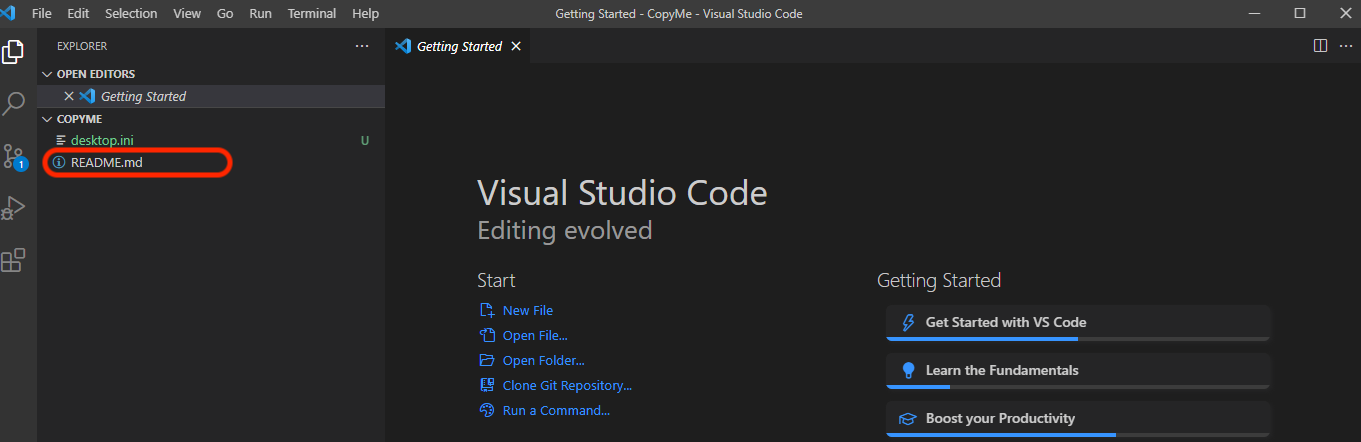 File Edit Selection View Go Run Terminal Help Getting Started - CopyMe - Visual Studio Code
EXPLORER
OPEN EDITORS
Getting Started
COPYME
desktop.ini U
README.md
1
Getting Started
Visual Studio Code
Editing evolved
Start
New File
Open File...
Open Folder...
Clone Git Repository...
Run a Command...
Getting Started
Get Started with VS Code
Learn the Fundamentals
Boost your Productivity